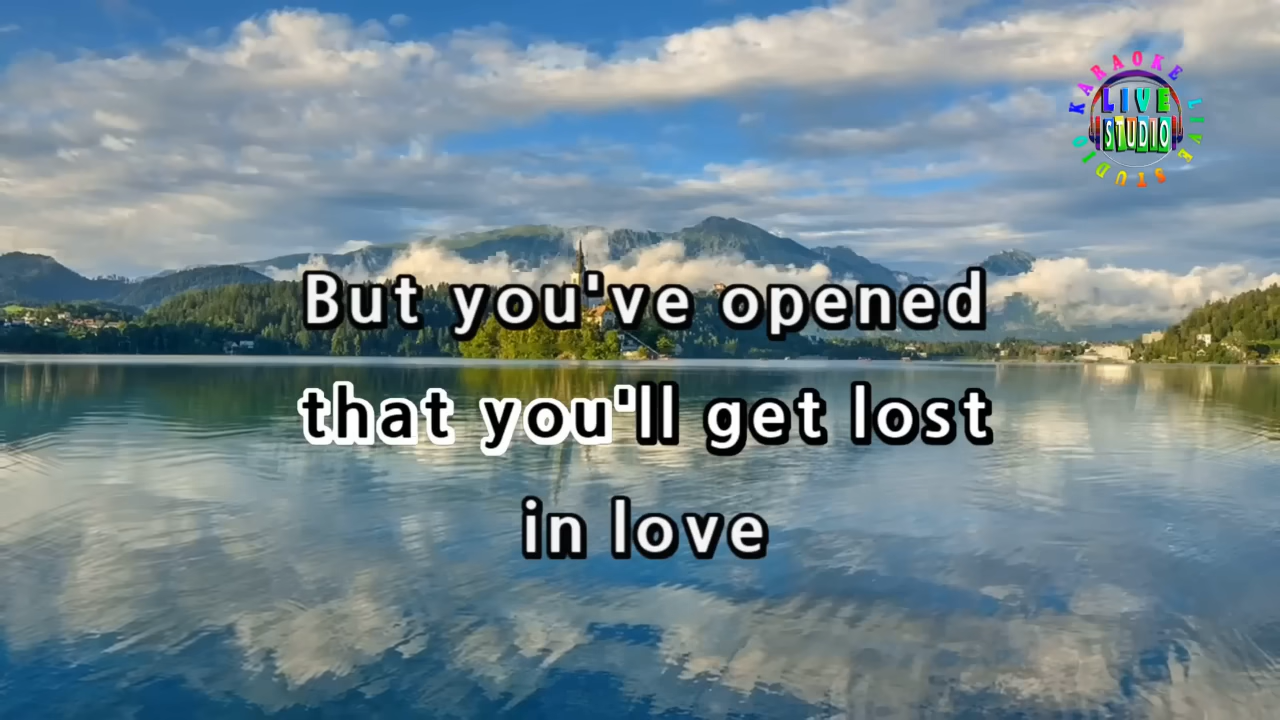 KARAOKE LIVE STUDIO
LIVE
STUDIO
But you've opened
that you'll get lost
in love